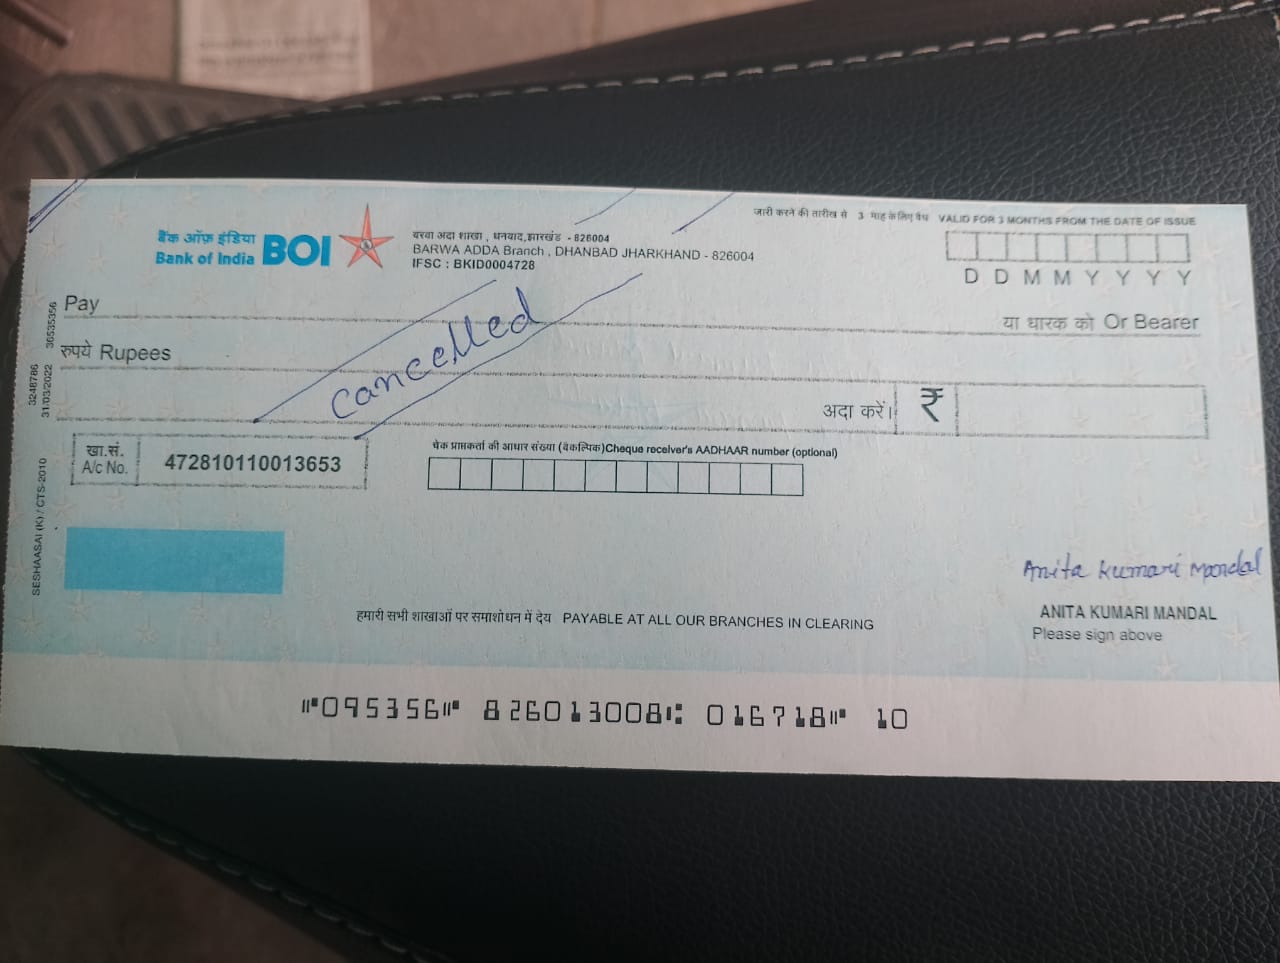 जारी करने की तारीख से 3 माह के लिए वैध VALID FOR 3 MONTHS FROM THE DATE OF ISSUE
बैंक ऑफ़ इंडिया
Bank of India BOI
बरवा अदा शाखा , धनबाद,झारखंड - 826004
BARWA ADDA Branch , DHANBAD JHARKHAND - 826004
IFSC : BKID0004728
D D M M Y Y Y Y
Pay
या धारक को Or Bearer
रुपये Rupees
Cancelled
अदा करें। ₹
खा.सं.
A/c No. 472810110013653
चेक प्राप्तकर्ता की आधार संख्या (वैकल्पिक)Cheque receiver's AADHAAR number (optional)
Anita Kumari Mandal
ANITA KUMARI MANDAL
Please sign above
हमारी सभी शाखाओं पर समाशोधन में देय PAYABLE AT ALL OUR BRANCHES IN CLEARING
⑈095356⑈ 826013008⑆ 016718⑈ 10
SESHAASAI (K) / CTS-2010
3248786
31/03/2022 36535356